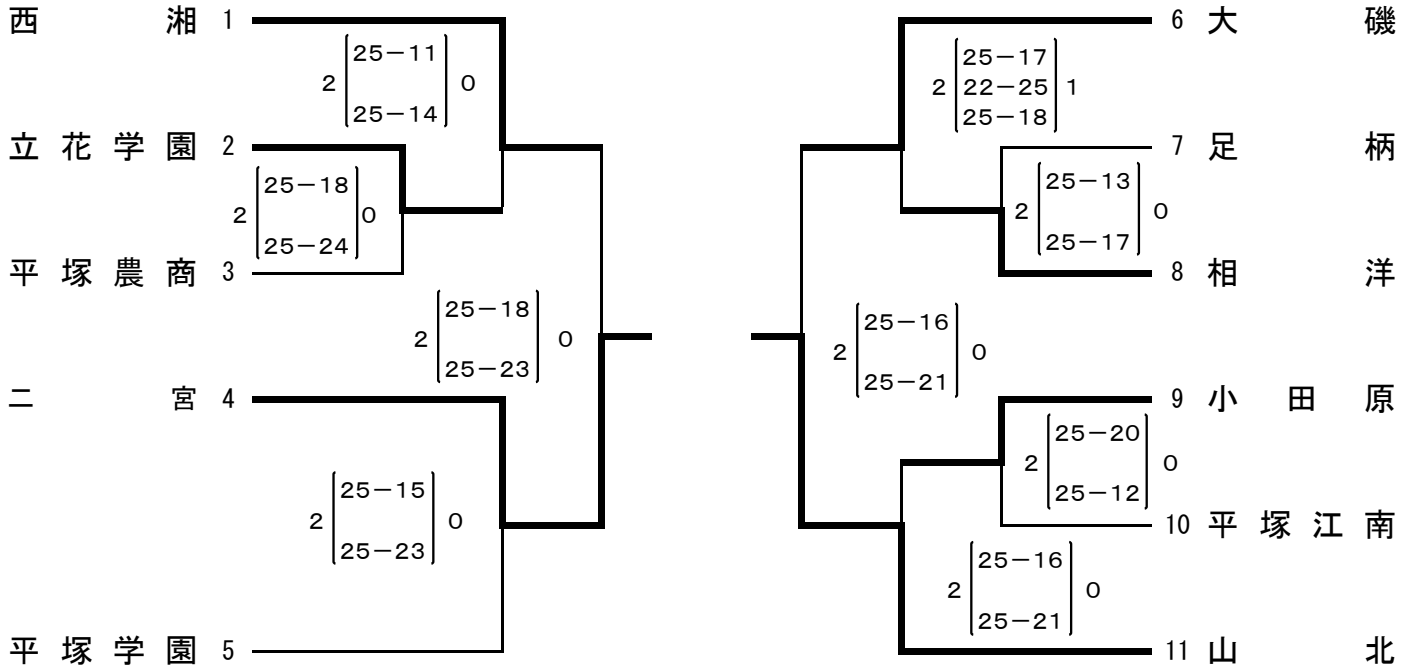 西湘 1
2 25－11 0
25－14
立花学園 2
2 25－18 0
25－24
平塚農商 3
2 25－18 0
25－23
二宮 4
2 25－15 0
25－23
平塚学園 5
6 大磯
25－17
2 22－25 1
25－18
7 足柄
2 25－13 0
25－17
8 相洋
2 25－16 0
25－21
9 小田原
2 25－20 0
25－12
10 平塚江南
2 25－16 0
25－21
11 山北